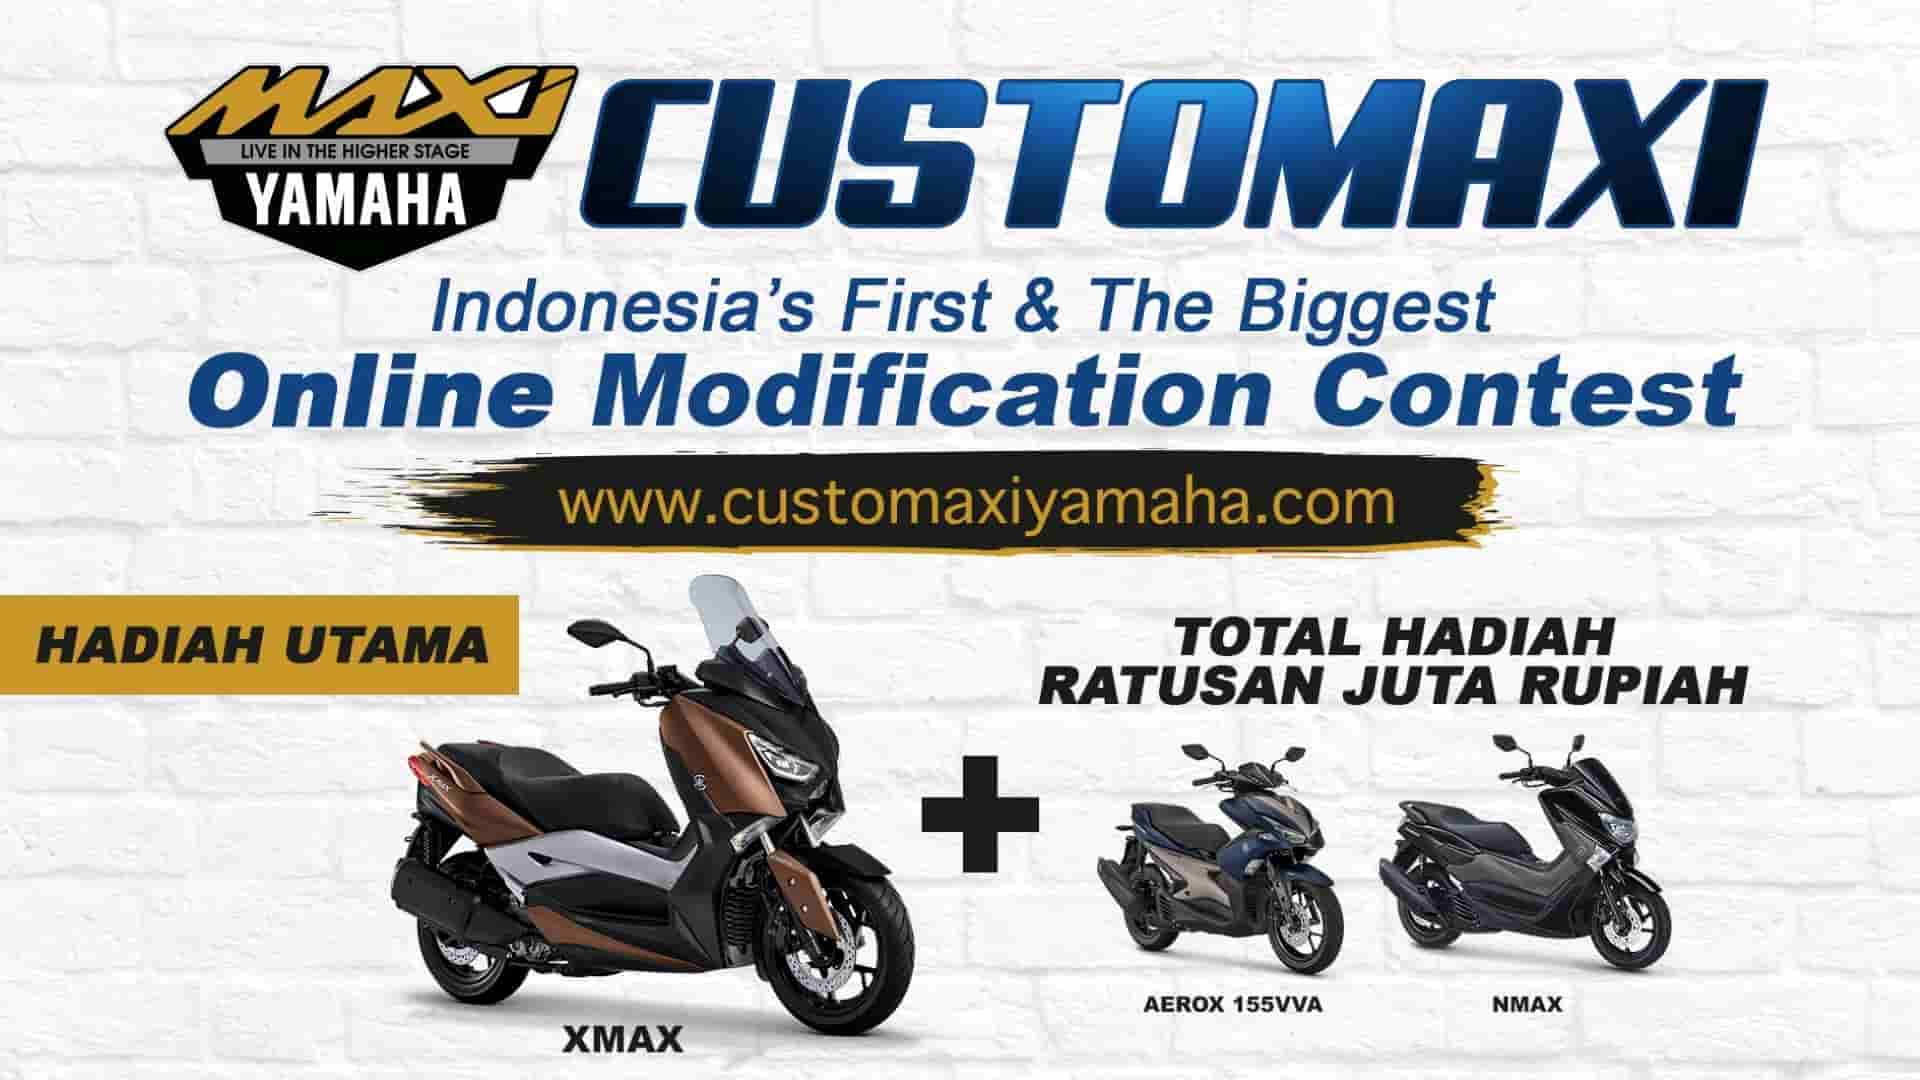 MAXi
LIVE IN THE HIGHER STAGE
YAMAHA
CUSTOMAXI
Indonesia's First & The Biggest
Online Modification Contest
www.customaxiyamaha.com
HADIAH UTAMA
XMAX
+
TOTAL HADIAH
RATUSAN JUTA RUPIAH
AEROX 155VVA
NMAX